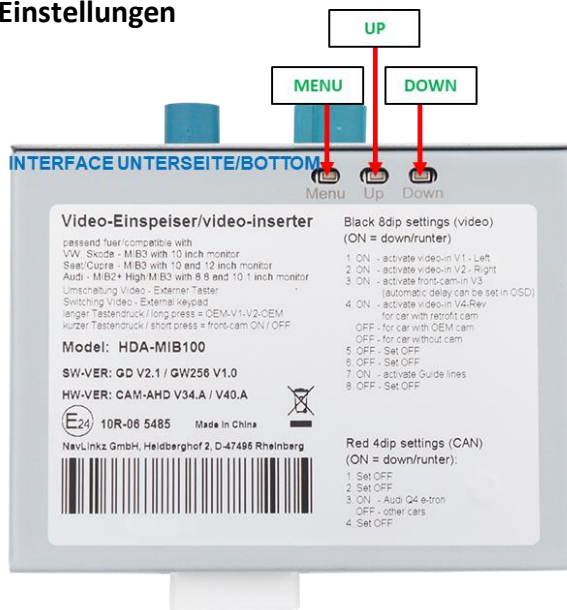 Einstellungen
UP
MENU
DOWN
INTERFACE UNTERSEITE/BOTTOM
Menu Up Down
Video-Einspeiser/video-inserter
passend fuer/compatible with
VW, Skoda - MIB3 with 10 inch monitor
Seat/Cupra - MIB3 with 10 and 12 inch monitor
Audi - MIB2+ High/MIB3 with 8.8 and 10.1 inch monitor
Umschaltung Video - Externer Taster
Switching Video - External keypad
langer Tastendruck / long press = OEM-V1-V2-OEM
kurzer Tastendruck / short press = front-cam ON / OFF
Model: HDA-MIB100
SW-VER: GD V2.1 / GW256 V1.0
HW-VER: CAM-AHD V34.A / V40.A
E24 10R-06 5485 Made in China
NavLinkz GmbH, Heidberghof 2, D-47495 Rheinberg
Black 8dip settings (video)
(ON = down/runter)
1 ON - activate video-in V1 - Left
2 ON - activate video-in V2 - Right
3 ON - activate front-cam-in V3
(automatic delay can be set in OSD)
4 ON - activate video-in V4-Rev
for car with retrofit cam
OFF - for car with OEM cam
OFF - for car without cam
5 OFF - Set OFF
6 OFF - Set OFF
7 ON - activate Guide lines
8 OFF - Set OFF
Red 4dip settings (CAN)
(ON = down/runter):
1 Set OFF
2 Set OFF
3 ON - Audi Q4 e-tron
OFF - other cars
4 Set OFF